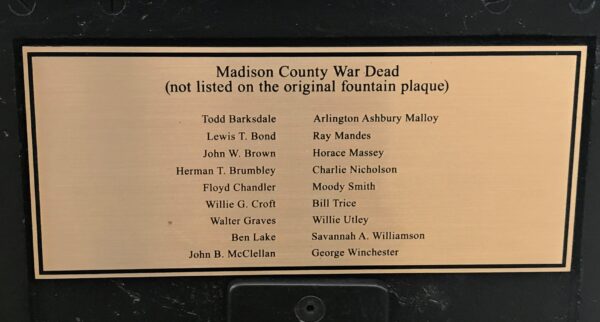 Madison County War Dead
(not listed on the original fountain plaque)
Todd Barksdale
Lewis T. Bond
John W. Brown
Herman T. Brumbley
Floyd Chandler
Willie G. Croft
Walter Graves
Ben Lake
John B. McClellan
Arlington Ashbury Malloy
Ray Mandes
Horace Massey
Charlie Nicholson
Moody Smith
Bill Trice
Willie Utley
Savannah A. Williamson
George Winchester